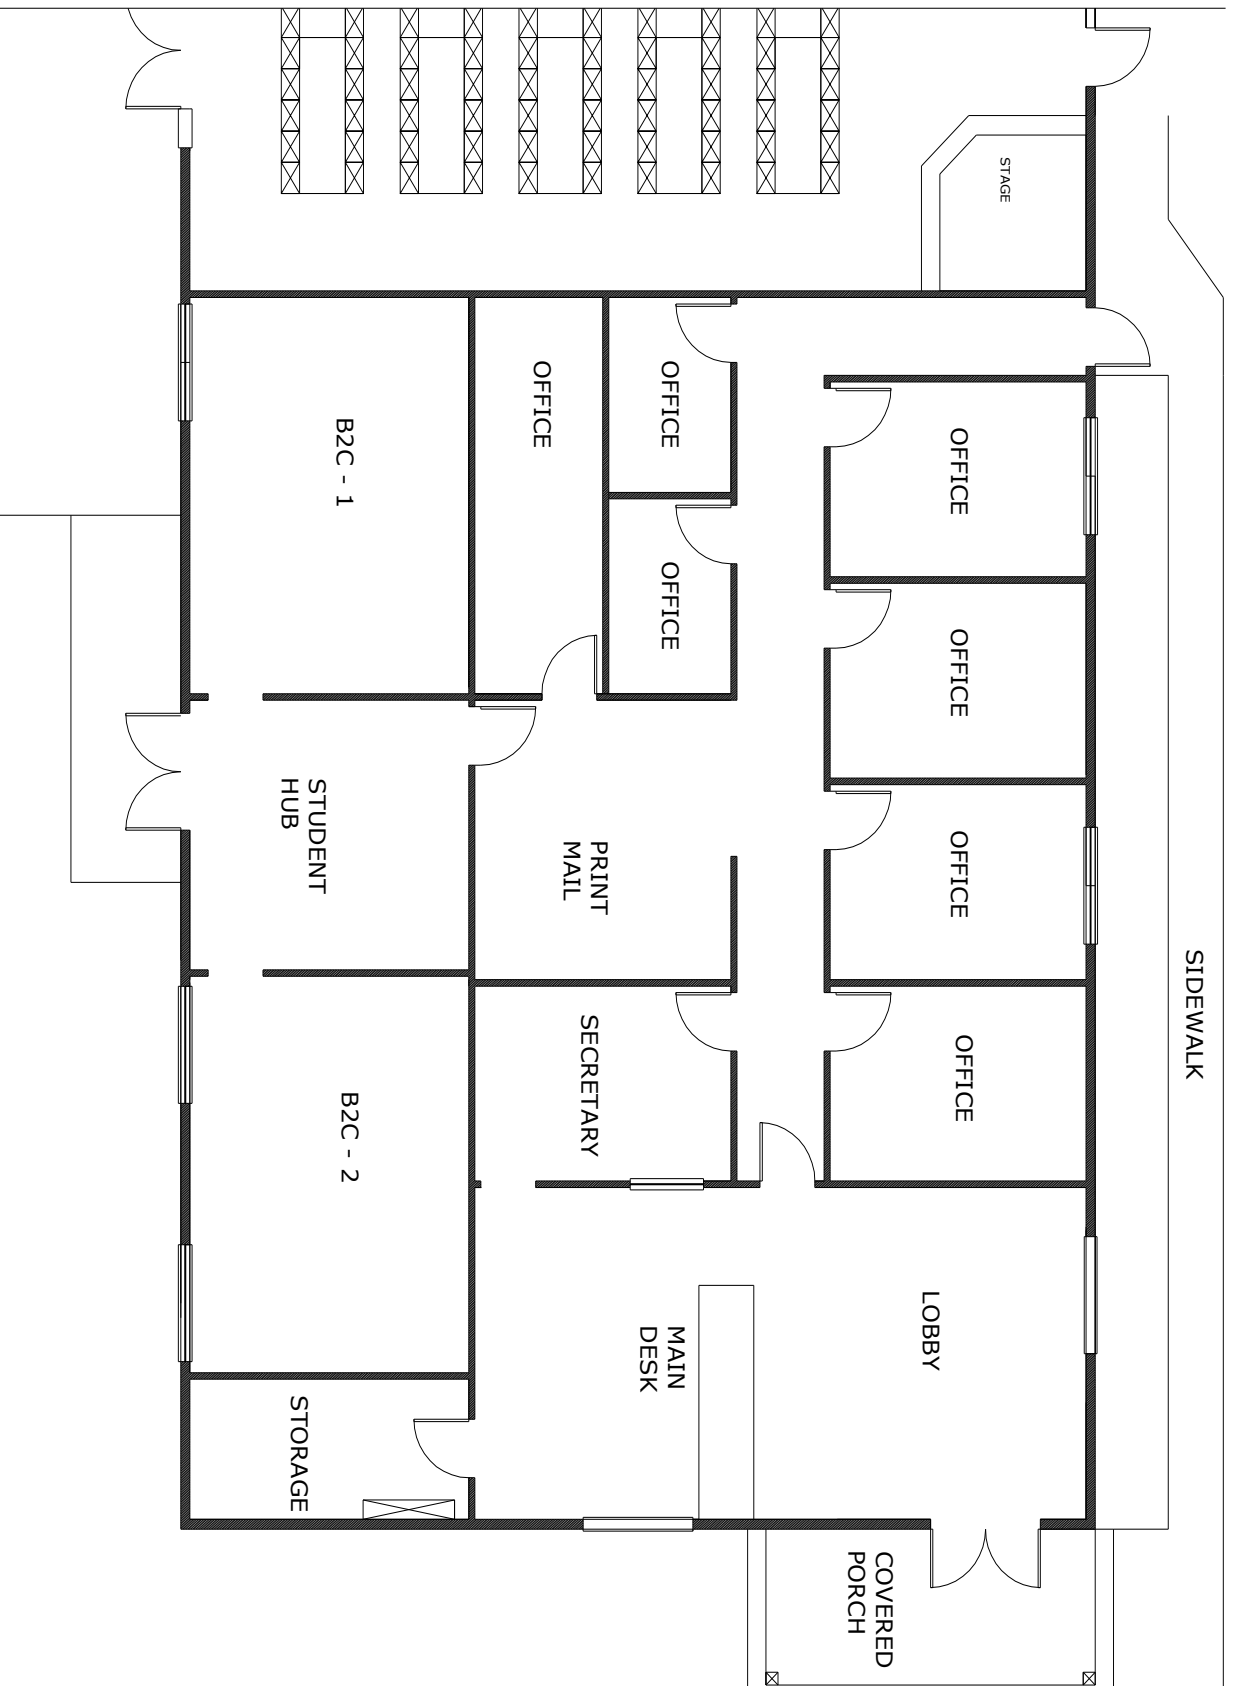 STAGE
OFFICE
OFFICE
OFFICE
B2C - 1
OFFICE
OFFICE
SIDEWALK
OFFICE
PRINT
MAIL
STUDENT
HUB
OFFICE
SECRETARY
B2C - 2
LOBBY
MAIN
DESK
STORAGE
COVERED
PORCH